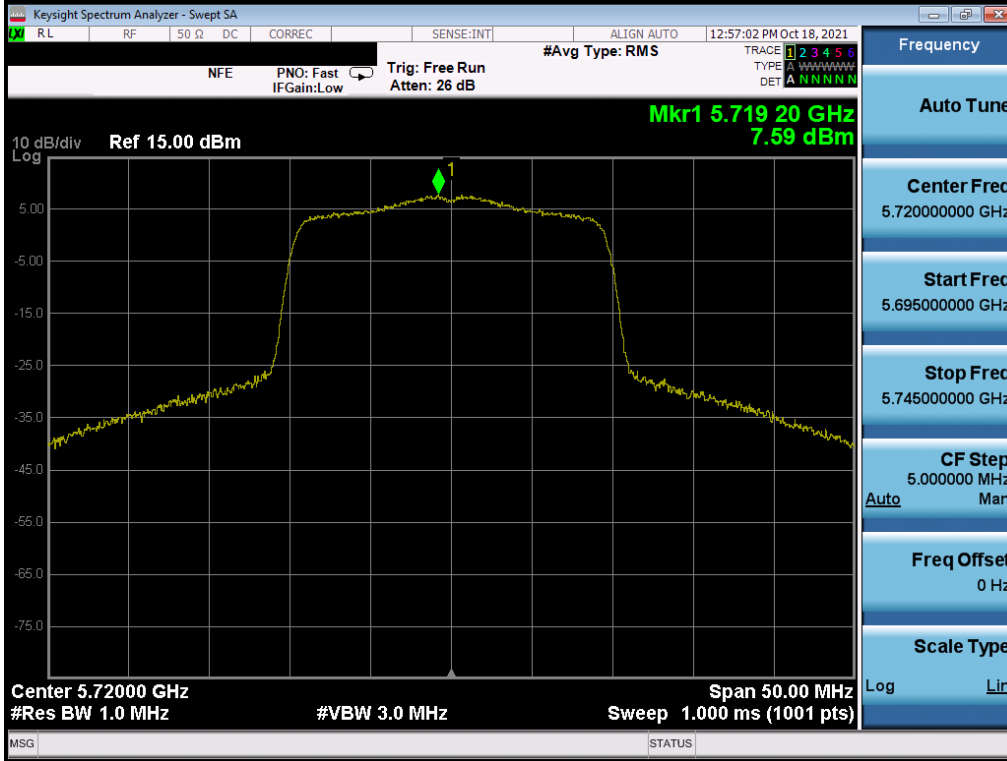 Keysight Spectrum Analyzer - Swept SA
LXI RL RF 50 Ω DC CORREC SENSE:INT ALIGN AUTO 12:57:02 PM Oct 18, 2021
NFE PNO: Fast Trig: Free Run #Avg Type: RMS TRACE 1 2 3 4 5 6
IFGain:Low Atten: 26 dB TYPE A WWWWW
DET A N N N N N
Mkr1 5.719 20 GHz
7.59 dBm
10 dB/div Ref 15.00 dBm
Log
1
5.00
-5.00
-15.0
-25.0
-35.0
-45.0
-55.0
-65.0
-75.0
Center 5.72000 GHz Span 50.00 MHz
#Res BW 1.0 MHz #VBW 3.0 MHz Sweep 1.000 ms (1001 pts)
MSG STATUS
Frequency
Auto Tune
Center Freq
5.720000000 GHz
Start Freq
5.695000000 GHz
Stop Freq
5.745000000 GHz
CF Step
5.000000 MHz
Auto Man
Freq Offset
0 Hz
Scale Type
Log Lin